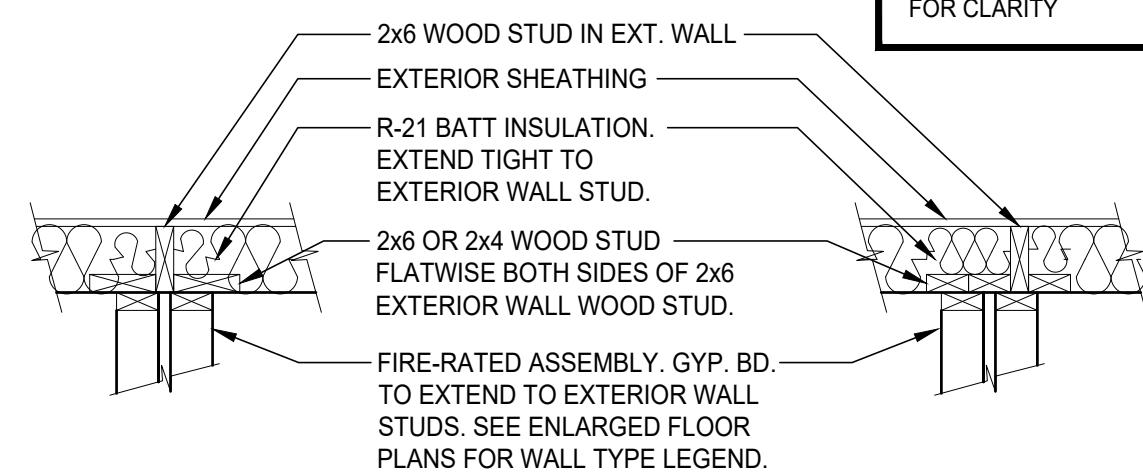 FOR CLARITY
2x6 WOOD STUD IN EXT. WALL
EXTERIOR SHEATHING
R-21 BATT INSULATION.
EXTEND TIGHT TO
EXTERIOR WALL STUD.
2x6 OR 2x4 WOOD STUD
FLATWISE BOTH SIDES OF 2x6
EXTERIOR WALL WOOD STUD.
FIRE-RATED ASSEMBLY. GYP. BD.
TO EXTEND TO EXTERIOR WALL
STUDS. SEE ENLARGED FLOOR
PLANS FOR WALL TYPE LEGEND.